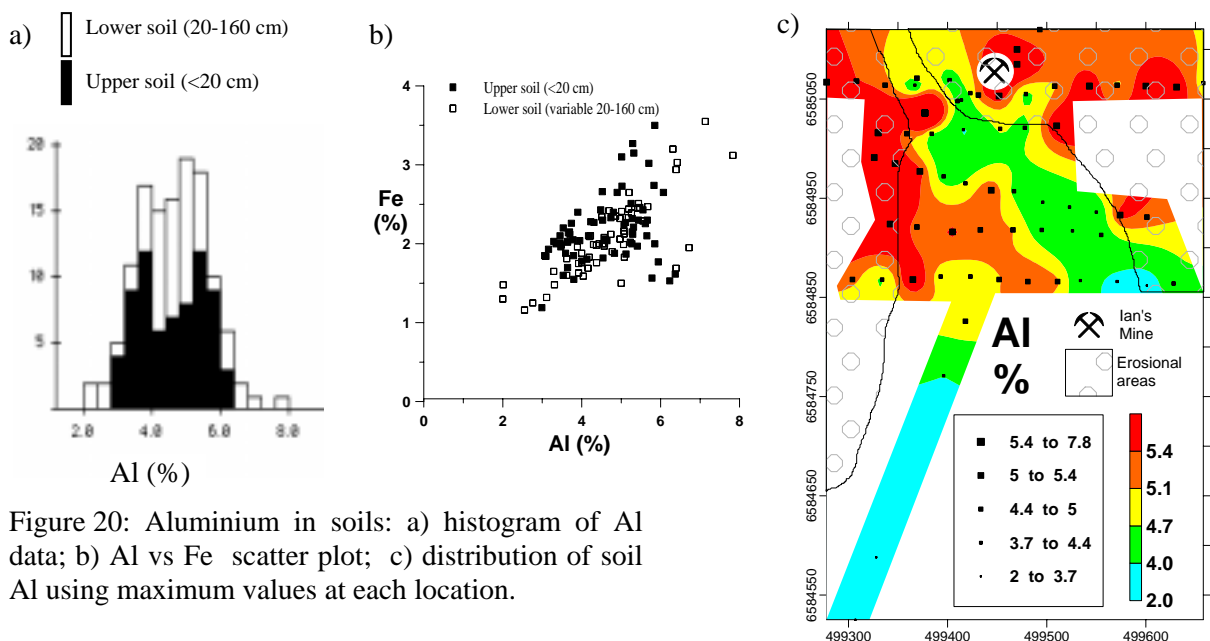 a)
Lower soil (20-160 cm)
Upper soil (<20 cm)
20
15
10
5
2.0 4.0 6.0 8.0
Al (%)
b)
Upper soil (<20 cm)
Lower soil (variable 20-160 cm)
4
3
2
1
0
Fe
(%)
0 2 4 6 8
Al (%)
c)
6585050
6584950
6584850
6584750
6584650
6584550
499300 499400 499500 499600
Al
%
Ian's
Mine
Erosional
areas
5.4 to 7.8
5 to 5.4
4.4 to 5
3.7 to 4.4
2 to 3.7
5.4
5.1
4.7
4.0
2.0
Figure 20: Aluminium in soils: a) histogram of Al
data; b) Al vs Fe scatter plot; c) distribution of soil
Al using maximum values at each location.